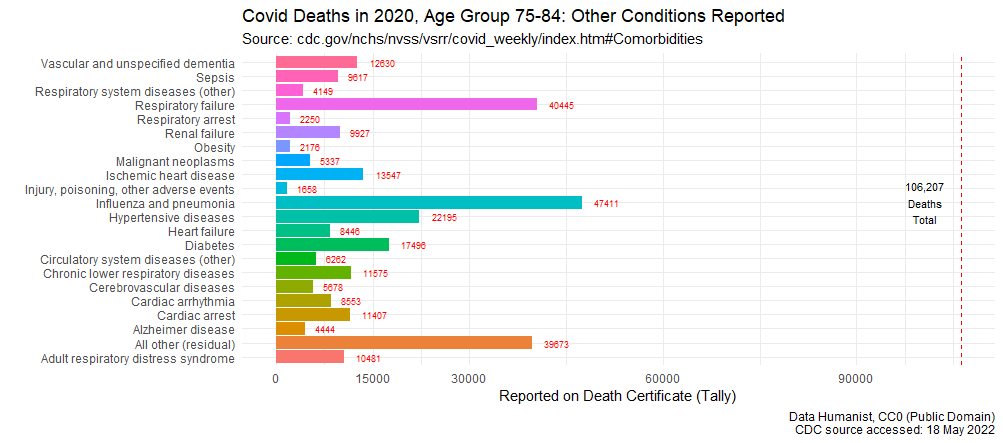 Covid Deaths in 2020, Age Group 75-84: Other Conditions Reported
Source: cdc.gov/nchs/nvss/vsrr/covid_weekly/index.htm#Comorbidities
Vascular and unspecified dementia 12630
Sepsis 9617
Respiratory system diseases (other) 4149
Respiratory failure 40445
Respiratory arrest 2250
Renal failure 9927
Obesity 2176
Malignant neoplasms 5337
Ischemic heart disease 13547
Injury, poisoning, other adverse events 1658
Influenza and pneumonia 47411
Hypertensive diseases 22195
Heart failure 8446
Diabetes 17496
Circulatory system diseases (other) 6262
Chronic lower respiratory diseases 11575
Cerebrovascular diseases 5678
Cardiac arrhythmia 8553
Cardiac arrest 11407
Alzheimer disease 4444
All other (residual) 39673
Adult respiratory distress syndrome 10481
106,207
Deaths
Total
0 15000 30000 60000 90000
Reported on Death Certificate (Tally)
Data Humanist, CC0 (Public Domain)
CDC source accessed: 18 May 2022